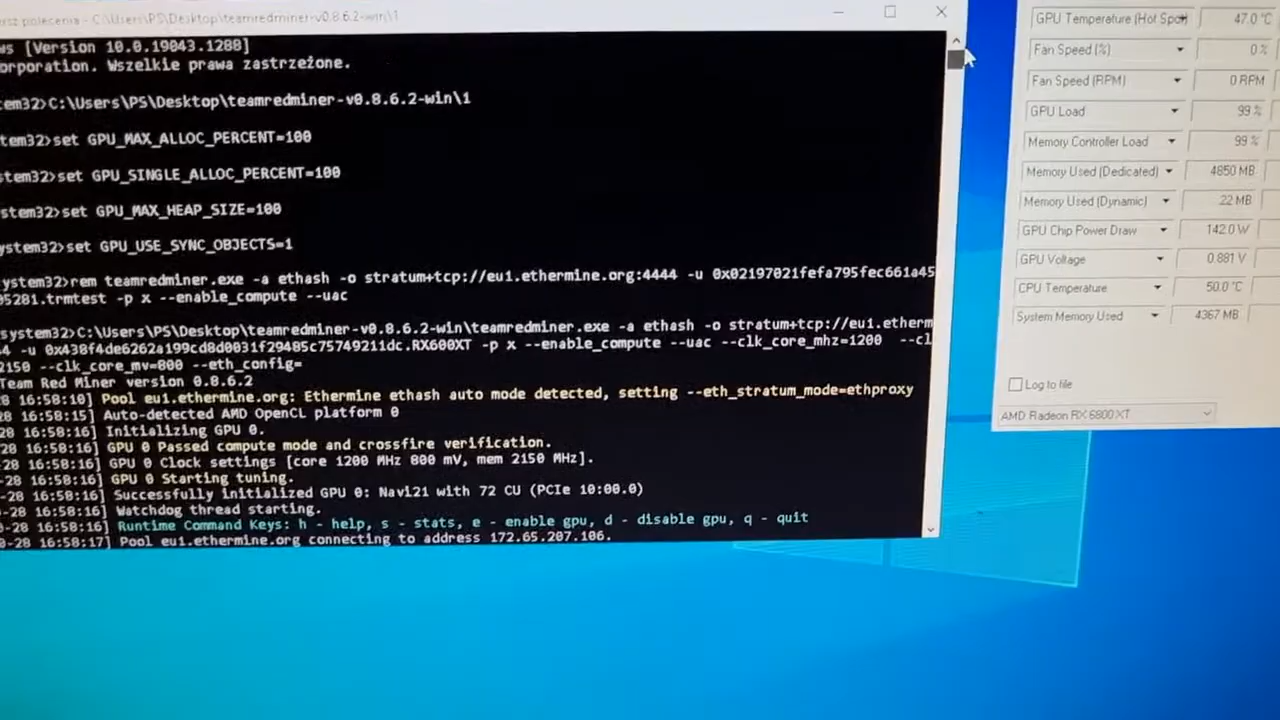 ersz polecenia - C:\Users\PS\Desktop\teamredminer-v0.8.6.2-win\1
ws [Version 10.0.19043.1288]
orporation. Wszelkie prawa zastrzeżone.
tem32>C:\Users\PS\Desktop\teamredminer-v0.8.6.2-win\1
tem32>set GPU_MAX_ALLOC_PERCENT=100
stem32>set GPU_SINGLE_ALLOC_PERCENT=100
stem32>set GPU_MAX_HEAP_SIZE=100
ystem32>set GPU_USE_SYNC_OBJECTS=1
ystem32>rem teamredminer.exe -a ethash -o stratum+tcp://eu1.ethermine.org:4444 -u 0x02197021fefa795fec661a45
05281.trmtest -p x --enable_compute --uac
system32>C:\Users\PS\Desktop\teamredminer-v0.8.6.2-win\teamredminer.exe -a ethash -o stratum+tcp://eu1.etherm
4 -u 0x438f4de6262a199cd8d0031f29485c75749211dc.RX600XT -p x --enable_compute --uac --clk_core_mhz=1200 --cl
2150 --clk_core_mv=800 --eth_config=
Team Red Miner version 0.8.6.2
28 16:58:10] Pool eu1.ethermine.org: Ethermine ethash auto mode detected, setting --eth_stratum_mode=ethproxy
28 16:58:15] Auto-detected AMD OpenCL platform 0
-28 16:58:16] Initializing GPU 0.
-28 16:58:16] GPU 0 Passed compute mode and crossfire verification.
-28 16:58:16] GPU 0 Clock settings [core 1200 MHz 800 mV, mem 2150 MHz].
-28 16:58:16] GPU 0 Starting tuning.
-28 16:58:16] Successfully initialized GPU 0: Navi21 with 72 CU (PCIe 10:00.0)
-28 16:58:16] Watchdog thread starting.
0-28 16:58:16] Runtime Command Keys: h - help, s - stats, e - enable gpu, d - disable gpu, q - quit
0-28 16:58:17] Pool eu1.ethermine.org connecting to address 172.65.207.106.
GPU Temperature (Hot Spot) 47.0 °C
Fan Speed (%) 0 %
Fan Speed (RPM) 0 RPM
GPU Load 99 %
Memory Controller Load 99 %
Memory Used (Dedicated) 4850 MB
Memory Used (Dynamic) 22 MB
GPU Chip Power Draw 142.0 W
GPU Voltage 0.881 V
CPU Temperature 50.0 °C
System Memory Used 4367 MB
Log to file
AMD Radeon RX 6800 XT